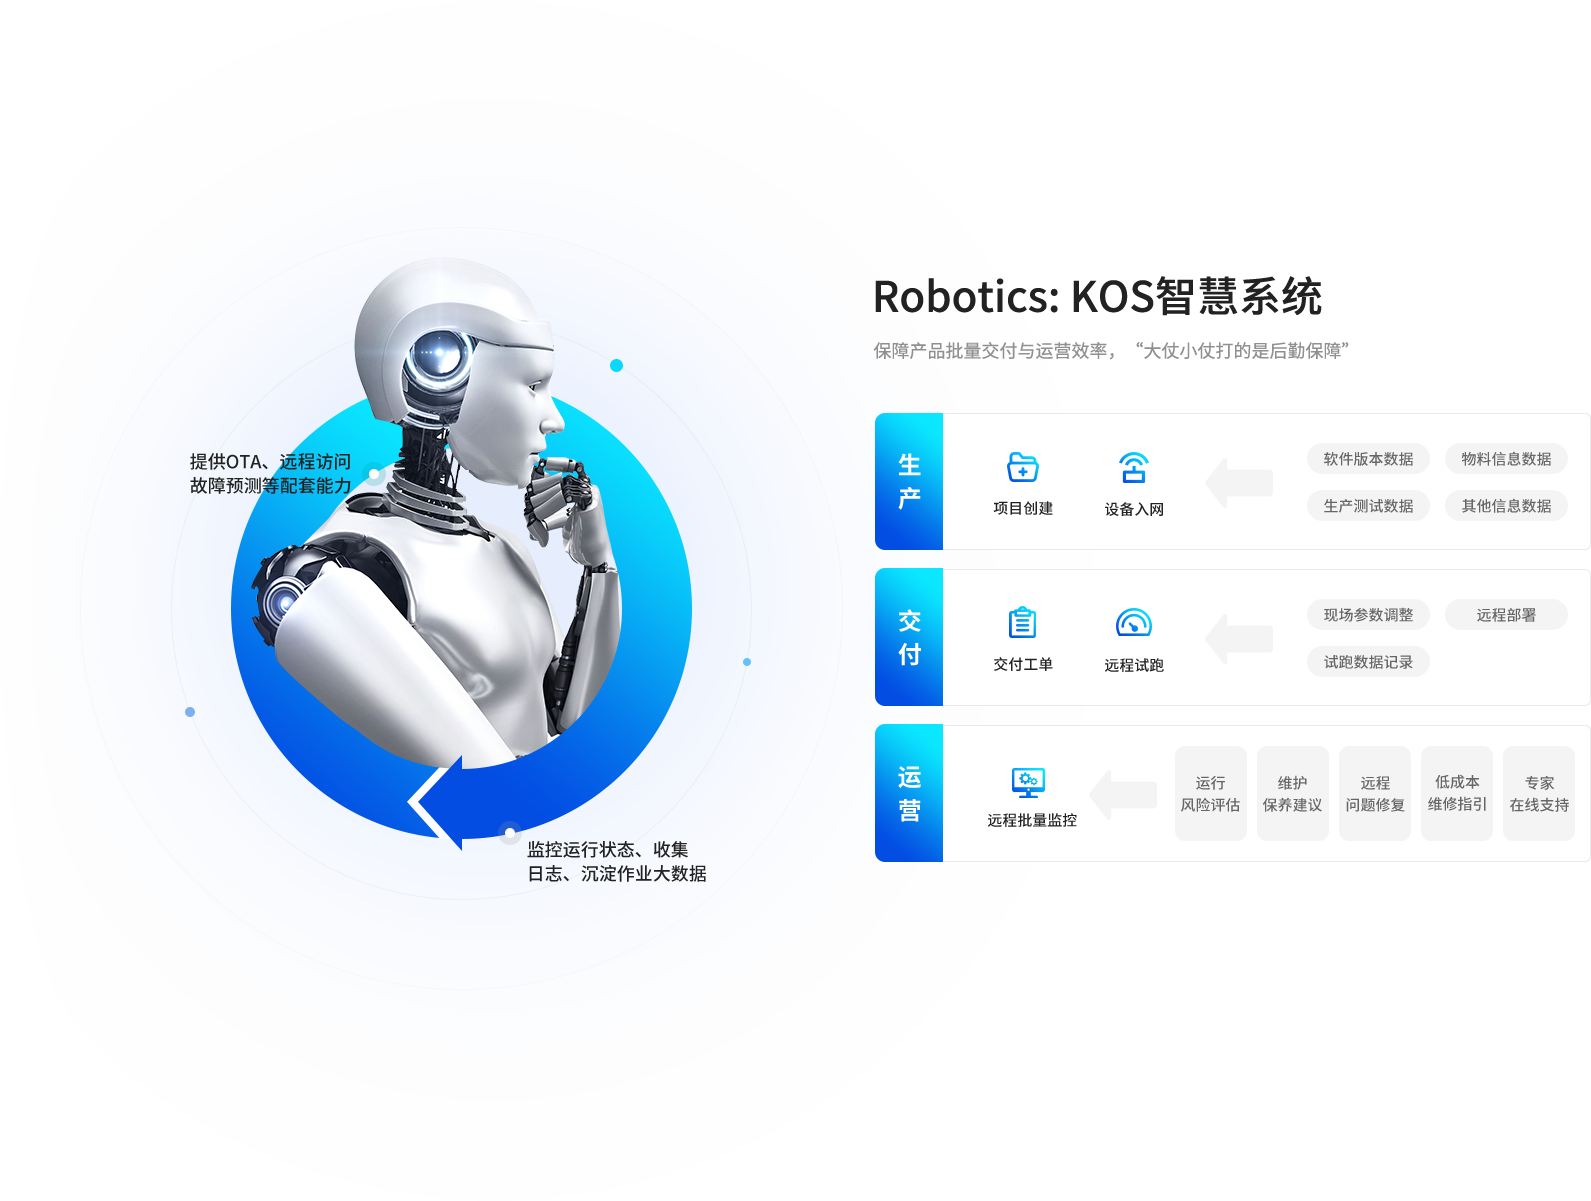 提供OTA、远程访问
故障预测等配套能力
监控运行状态、收集
日志、沉淀作业大数据
Robotics: KOS智慧系统
保障产品批量交付与运营效率，“大仗小仗打的是后勤保障”
生产
项目创建
设备入网
软件版本数据
物料信息数据
生产测试数据
其他信息数据
交付
交付工单
远程试跑
现场参数调整
远程部署
试跑数据记录
运营
远程批量监控
运行
风险评估
维护
保养建议
远程
问题修复
低成本
维修指引
专家
在线支持